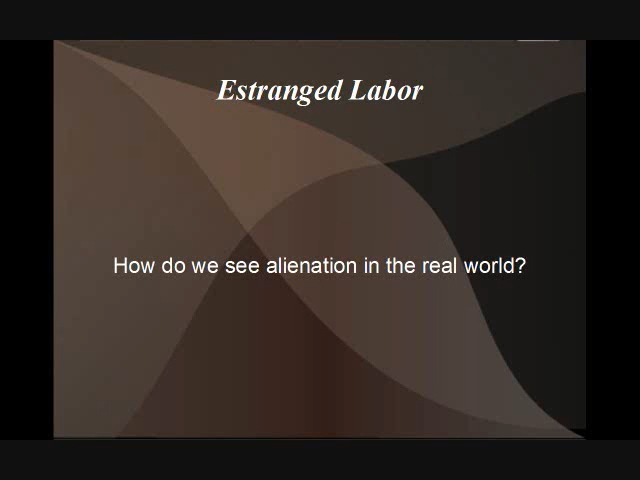 Estranged Labor
How do we see alienation in the real world?